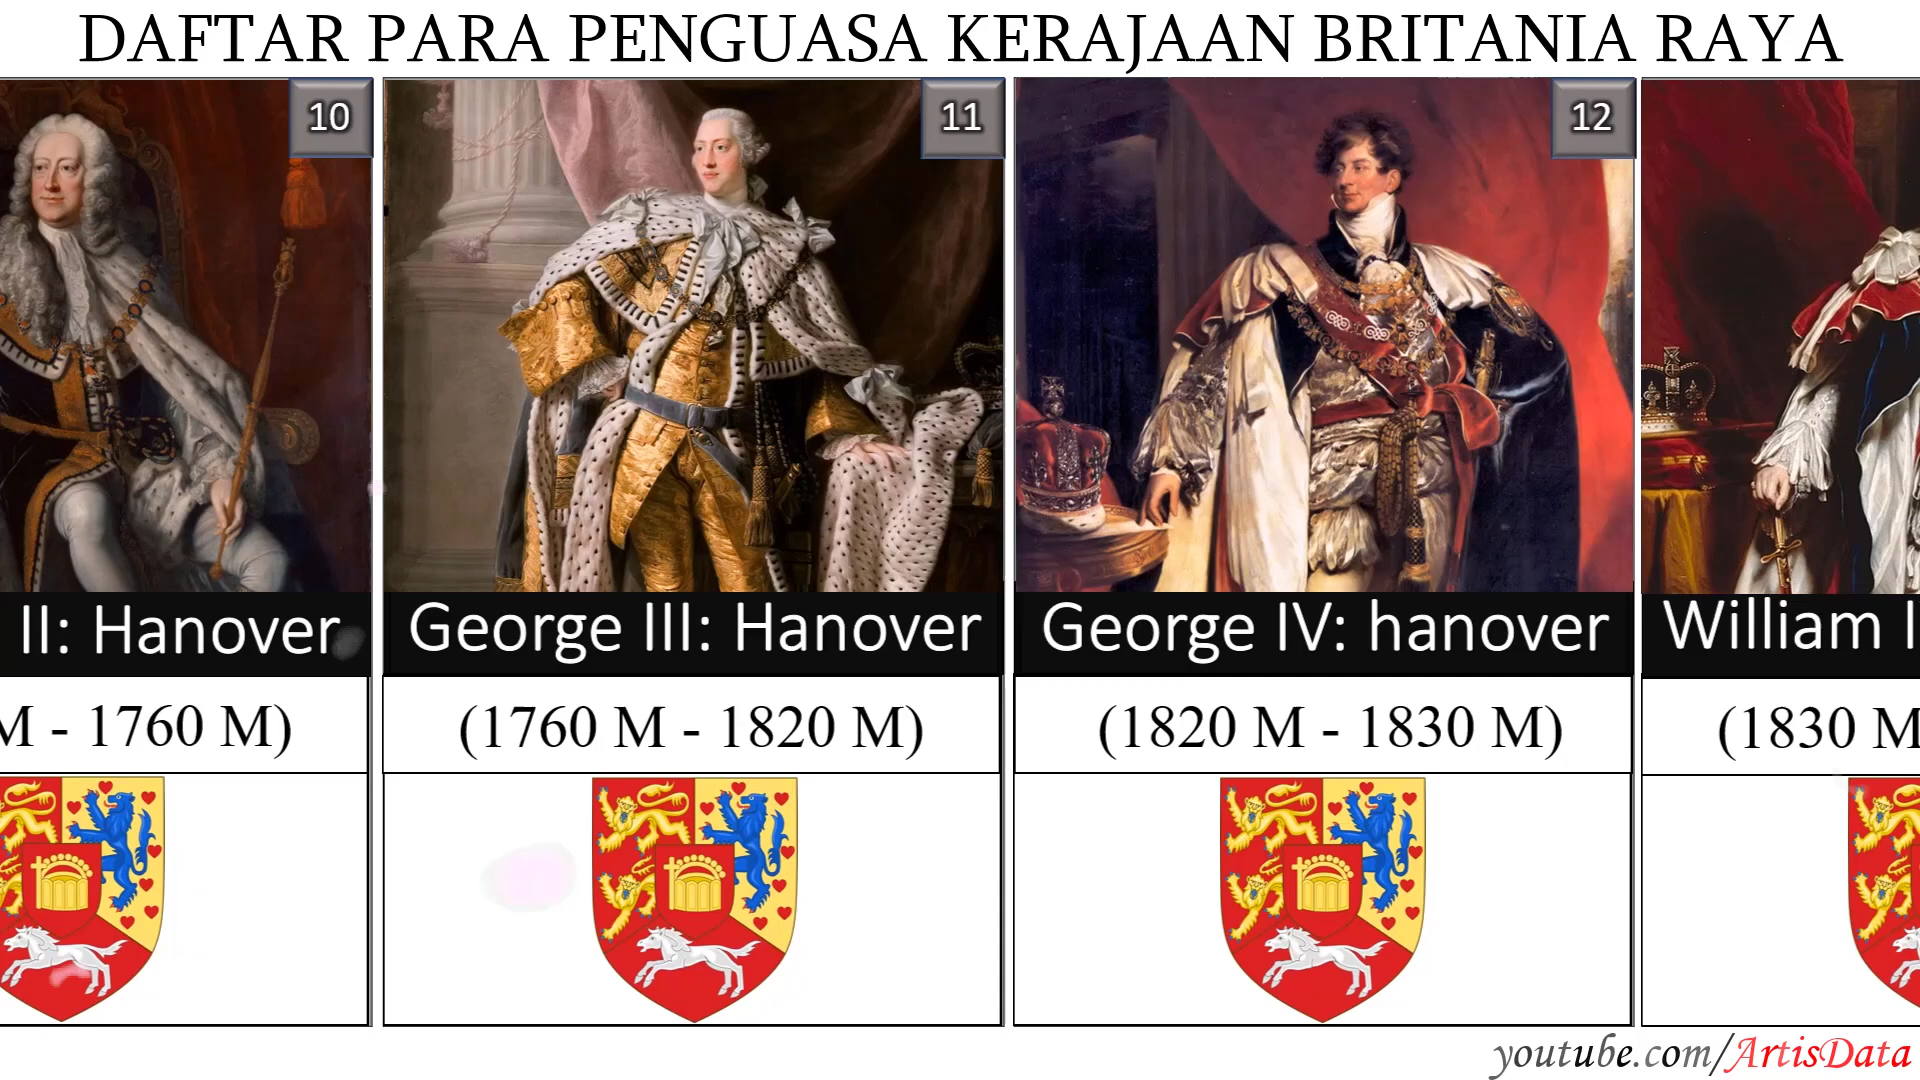 DAFTAR PARA PENGUASA KERAJAAN BRITANIA RAYA
10
11
12
II: Hanover
George III: Hanover
George IV: hanover
William I
M - 1760 M)
(1760 M - 1820 M)
(1820 M - 1830 M)
(1830 M
youtube.com/ArtisData